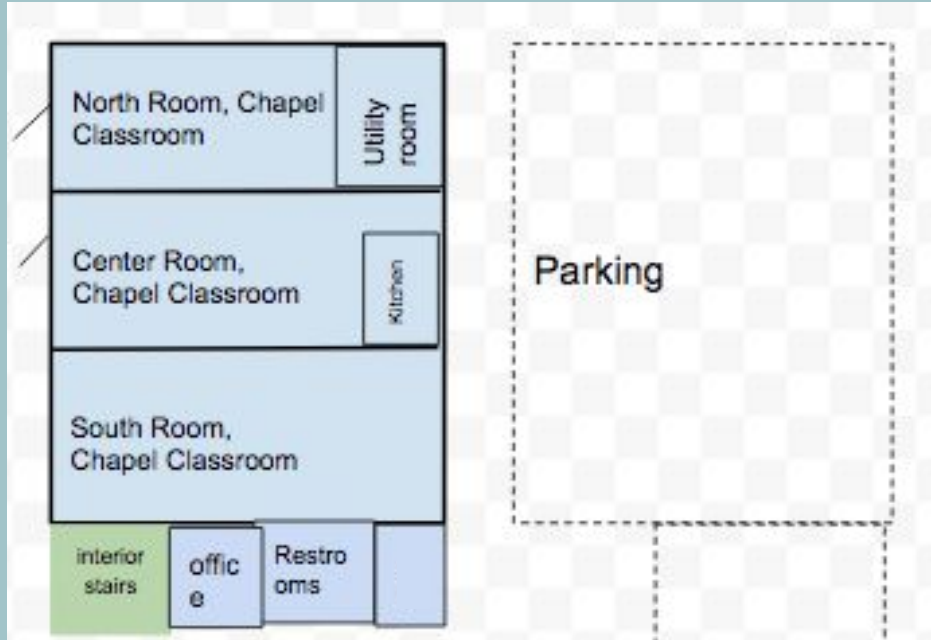 North Room, Chapel
Classroom
Utility
room
Center Room,
Chapel Classroom
Kitchen
Parking
South Room,
Chapel Classroom
interior
stairs
offic
e
Restro
oms